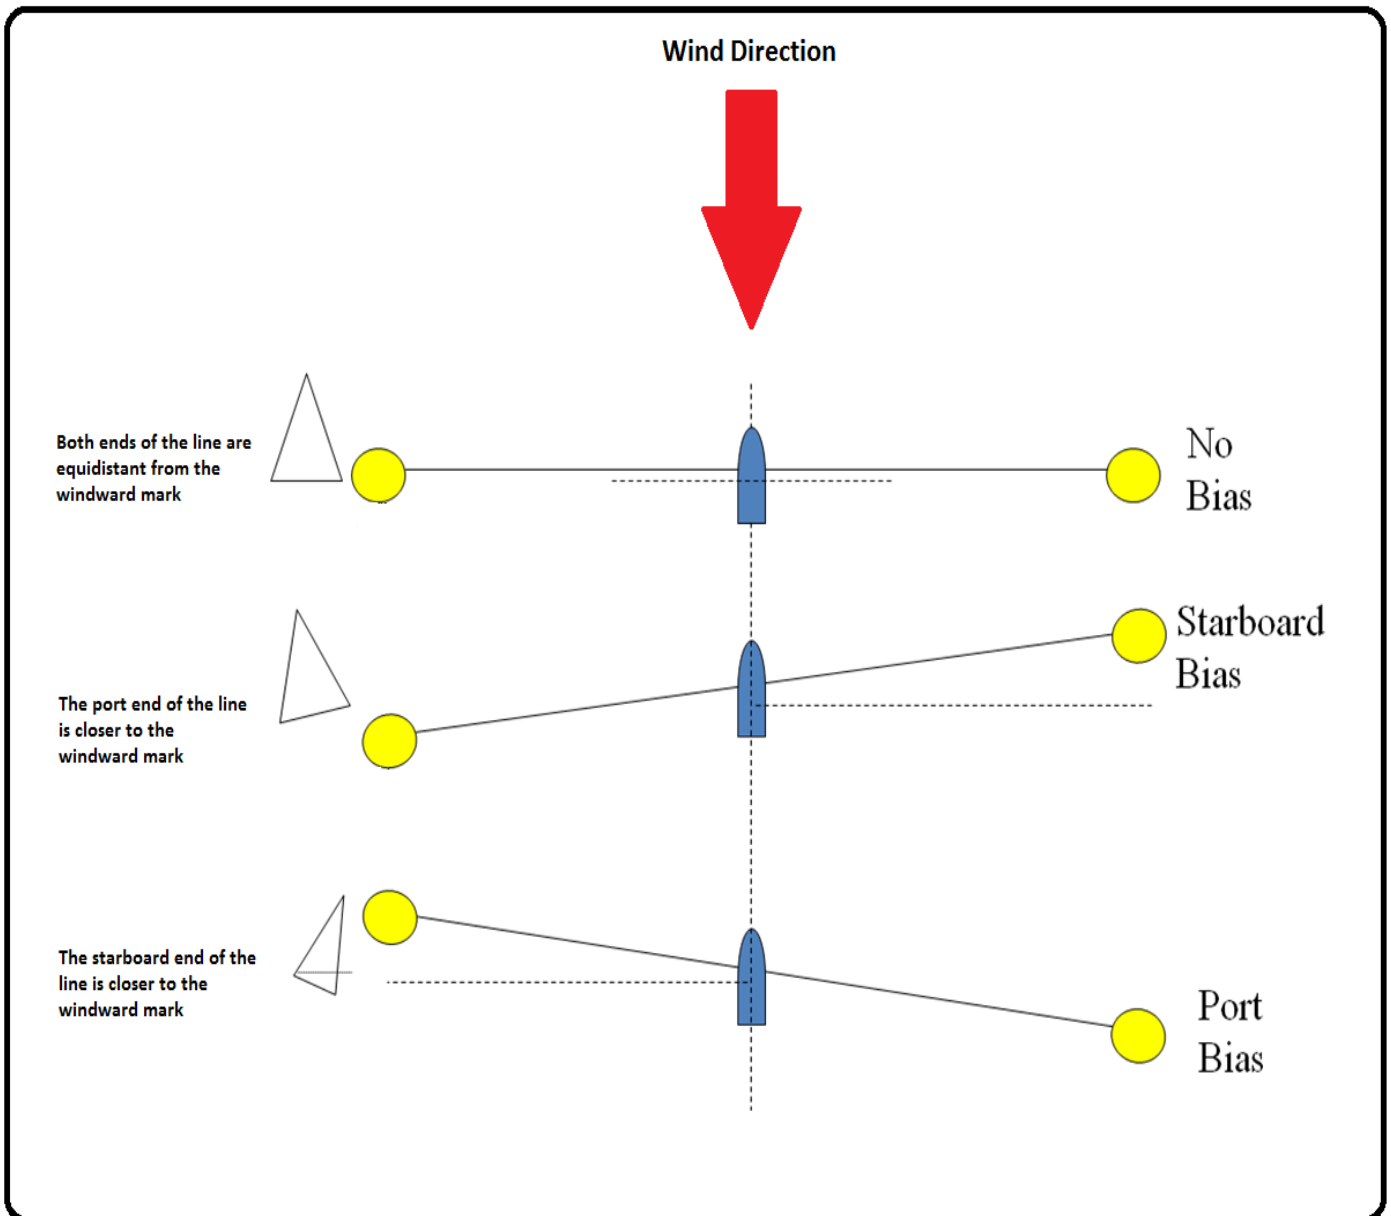 Wind Direction
Both ends of the line are
equidistant from the
windward mark
No
Bias
The port end of the line
is closer to the
windward mark
Starboard
Bias
The starboard end of the
line is closer to the
windward mark
Port
Bias